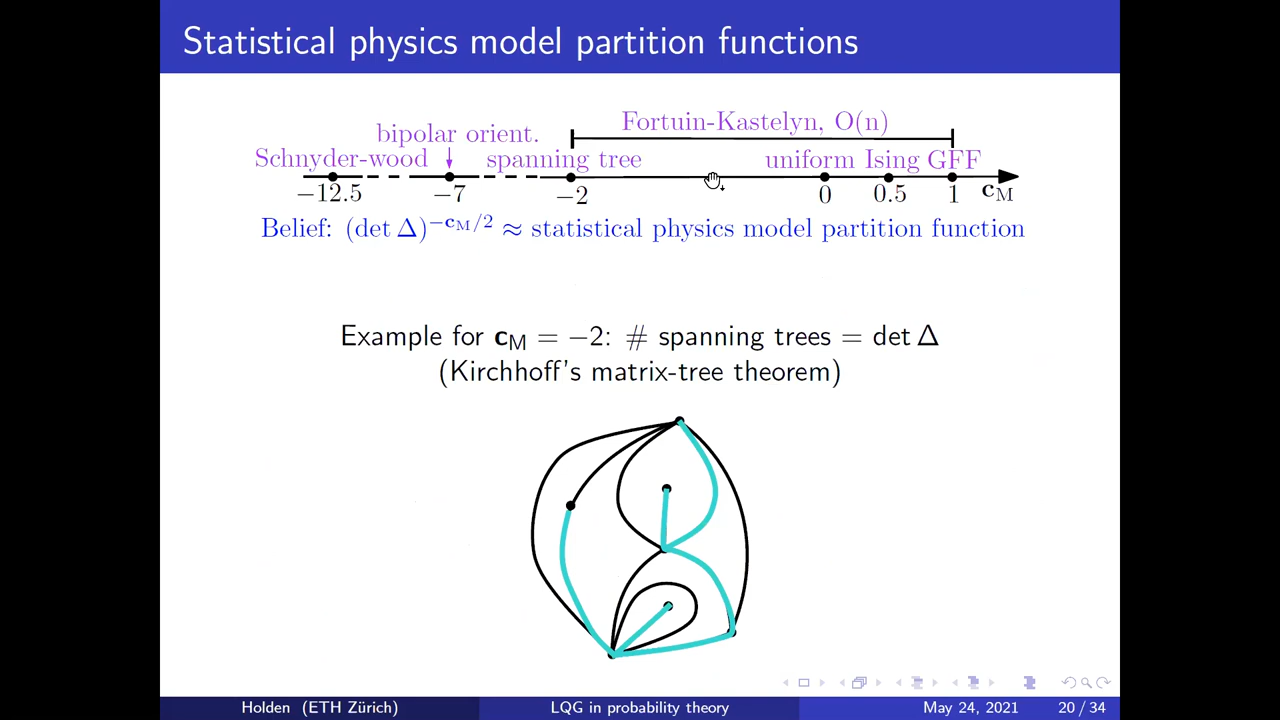 Statistical physics model partition functions
Fortuin-Kastelyn, O(n)
bipolar orient.
Schnyder-wood spanning tree uniform Ising GFF
−12.5 −7 −2 0 0.5 1 c_M
Belief: (det Δ)^{−c_M/2} ≈ statistical physics model partition function
Example for c_M = −2: # spanning trees = det Δ
(Kirchhoff's matrix-tree theorem)
Holden (ETH Zürich) LQG in probability theory May 24, 2021 20 / 34